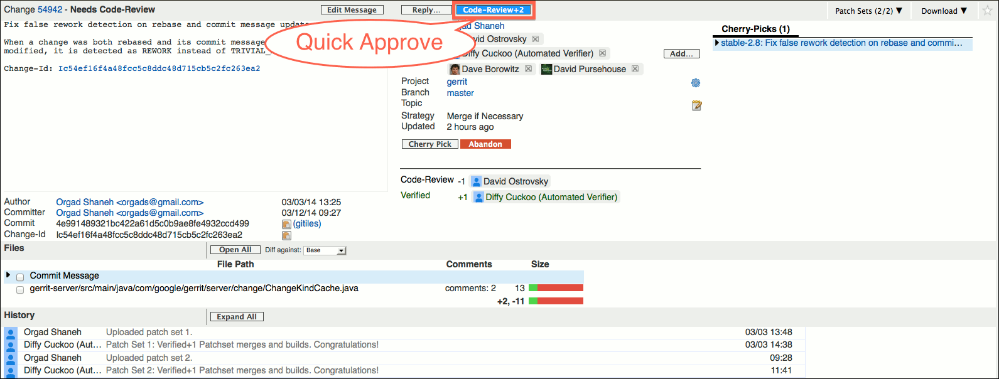 Change 54942 - Needs Code-Review
Edit Message
Reply...
Code-Review+2
Patch Sets (2/2) ▼
Download ▼
Quick Approve
Fix false rework detection on rebase and commit message updat
When a change was both rebased and its commit message
modified, it is detected as REWORK instead of TRIVIAL_
Change-Id: Ic54ef16f4a48fcc5c8ddc48d715cb5c2fc263ea2
ad Shaneh
vid Ostrovsky
Diffy Cuckoo (Automated Verifier)
Add...
Dave Borowitz
David Pursehouse
Project gerrit
Branch master
Topic
Strategy Merge if Necessary
Updated 2 hours ago
Cherry Pick
Abandon
Code-Review -1 David Ostrovsky
Verified +1 Diffy Cuckoo (Automated Verifier)
Cherry-Picks (1)
stable-2.8: Fix false rework detection on rebase and commi...
Author Orgad Shaneh <orgads@gmail.com> 03/03/14 13:25
Committer Orgad Shaneh <orgads@gmail.com> 03/12/14 09:27
Commit 4e991489321bc422a61d5c0b9ae8fe4932ccd499 (gitiles)
Change-Id Ic54ef16f4a48fcc5c8ddc48d715cb5c2fc263ea2
Files
Open All
Diff against: Base
File Path Comments Size
Commit Message
gerrit-server/src/main/java/com/google/gerrit/server/change/ChangeKindCache.java comments: 2 13
+2, -11
History
Expand All
Orgad Shaneh Uploaded patch set 1. 03/03 13:48
Diffy Cuckoo (Aut... Patch Set 1: Verified+1 Patchset merges and builds. Congratulations! 03/03 14:38
Orgad Shaneh Uploaded patch set 2. 09:28
Diffy Cuckoo (Aut... Patch Set 2: Verified+1 Patchset merges and builds. Congratulations! 11:41